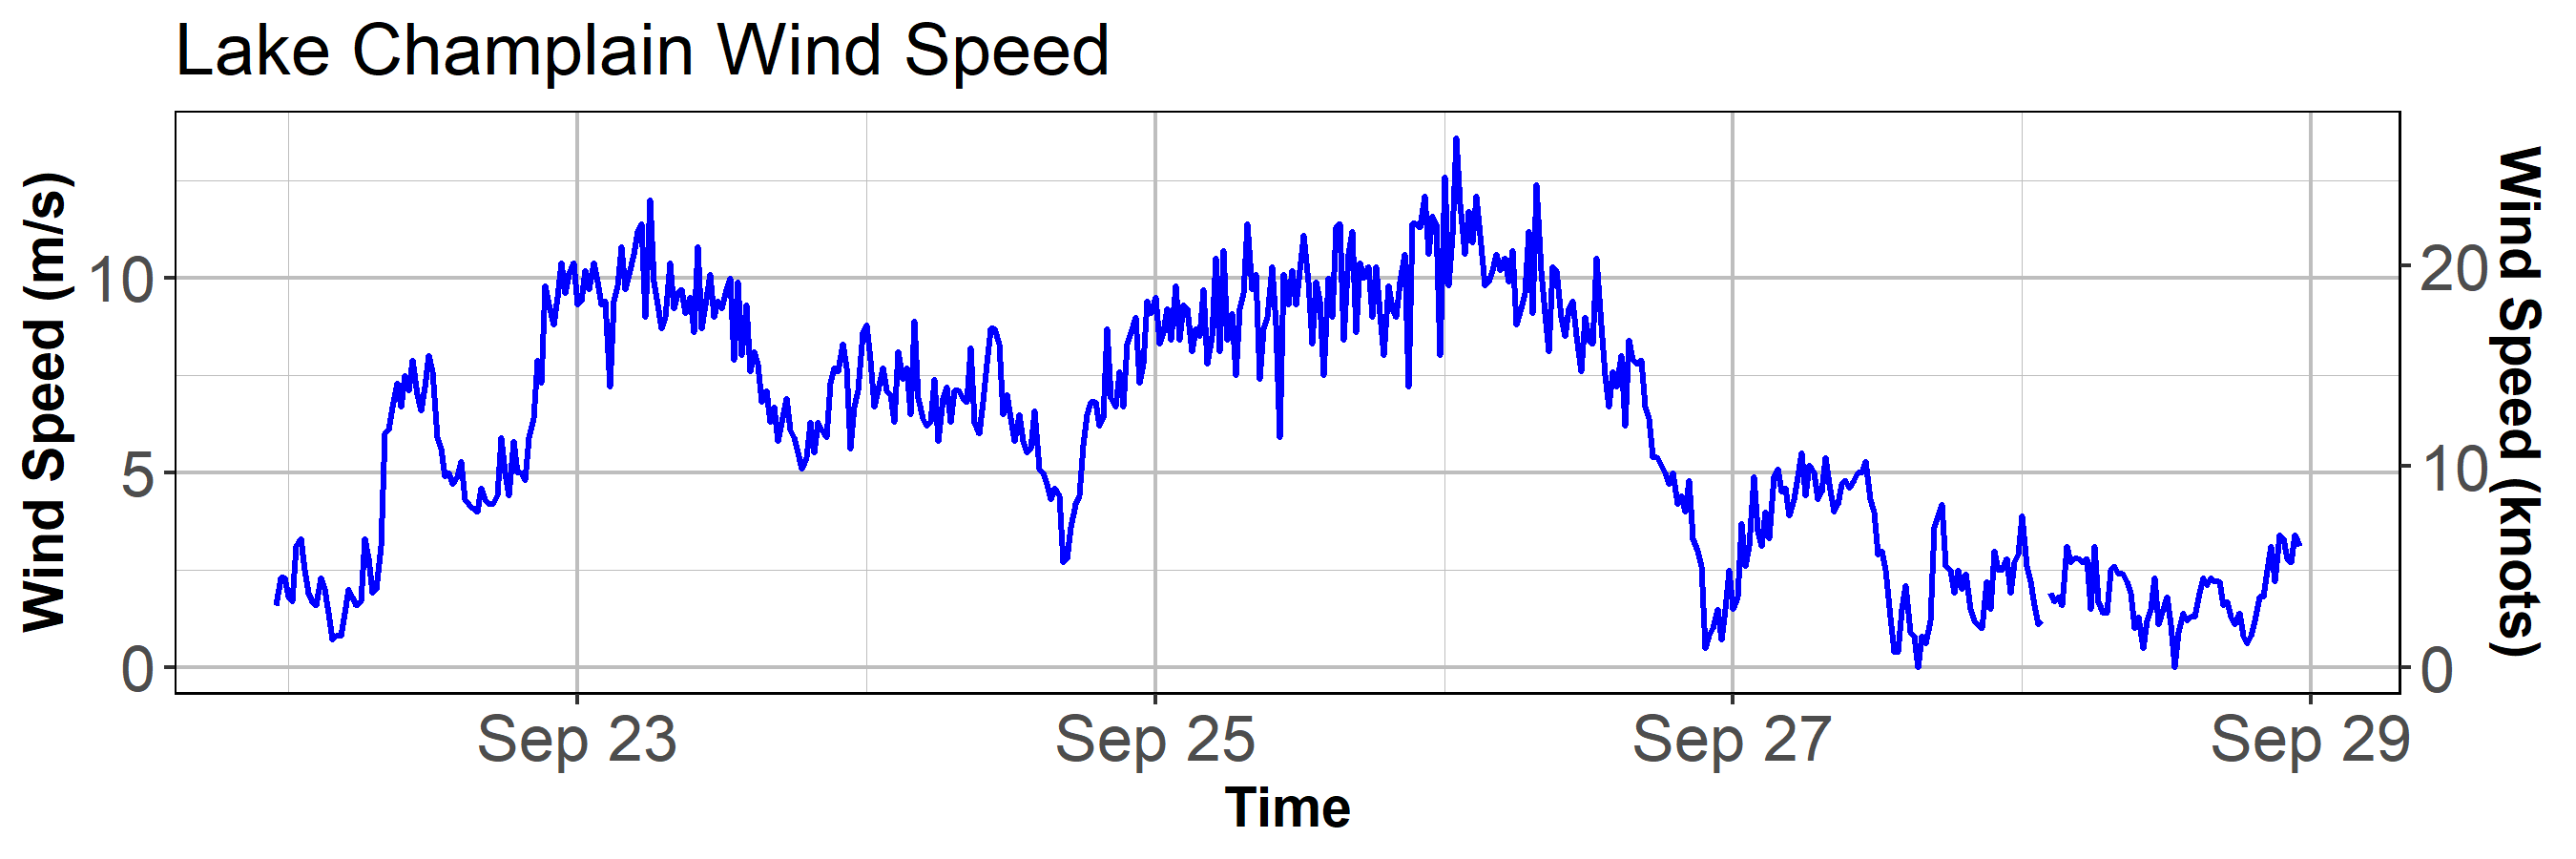 Lake Champlain Wind Speed
Wind Speed (m/s)
10
5
0
20
10
0
Wind Speed (knots)
Sep 23
Sep 25
Sep 27
Sep 29
Time